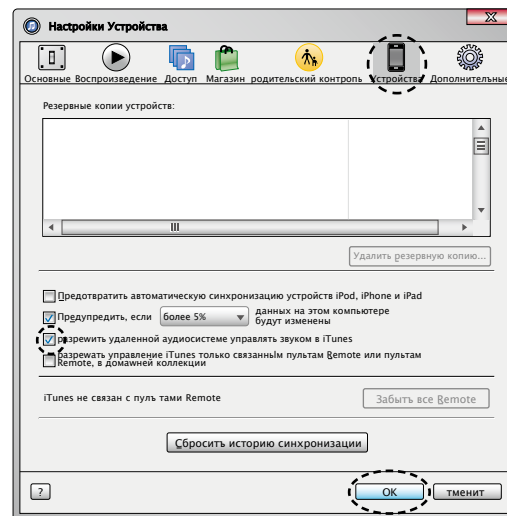 Настройки Устройства
Основные Воспроизведение Доступ Магазин родительский контроль Устройства Дополнительные
Резервные копии устройств:
Удалить резервную копию...
Предотвратить автоматическую синхронизацию устройств iPod, iPhone и iPad
Предупредить, если более 5% данных на этом компьютере
будут изменены
разрешить удаленной аудиосистеме управлять звуком в iTunes
разрежать управление iTunes только связанным пультам Remote или пультам
Remote, в домашней коллекции
iTunes не связан с пулъ тами Remote
Забыть все Remote
Сбросить историю синхронизации
?
OK
тменит